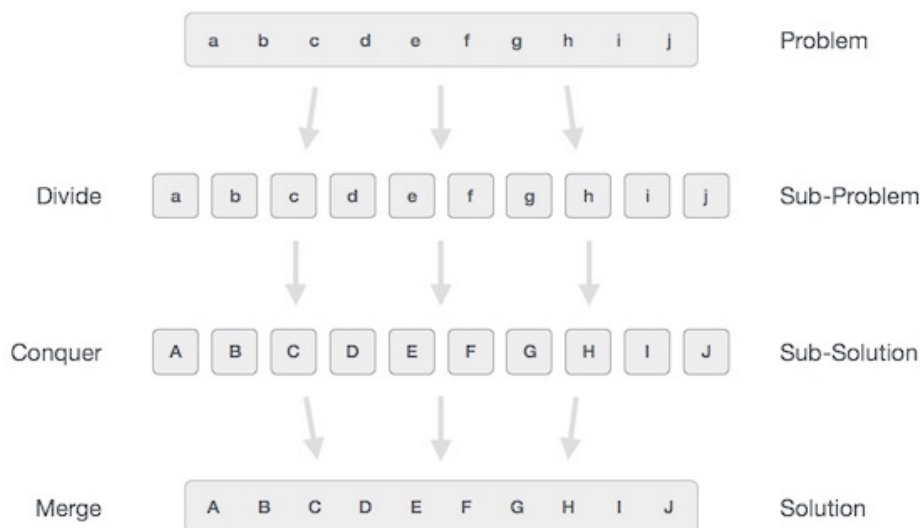 a b c d e f g h i j Problem
Divide a b c d e f g h i j Sub-Problem
Conquer A B C D E F G H I J Sub-Solution
Merge A B C D E F G H I J Solution